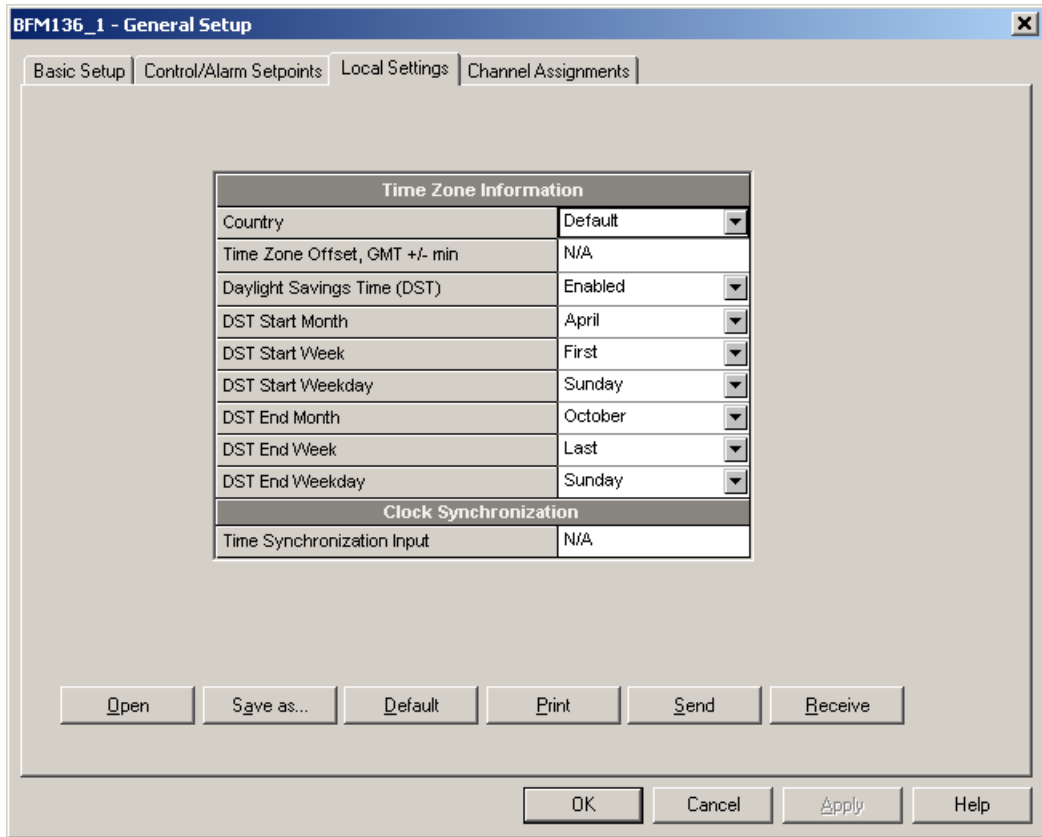 BFM136_1 - General Setup
Basic Setup Control/Alarm Setpoints Local Settings Channel Assignments
Time Zone Information
Country Default
Time Zone Offset, GMT +/- min N/A
Daylight Savings Time (DST) Enabled
DST Start Month April
DST Start Week First
DST Start Weekday Sunday
DST End Month October
DST End Week Last
DST End Weekday Sunday
Clock Synchronization
Time Synchronization Input N/A
Open Save as... Default Print Send Receive
OK Cancel Apply Help